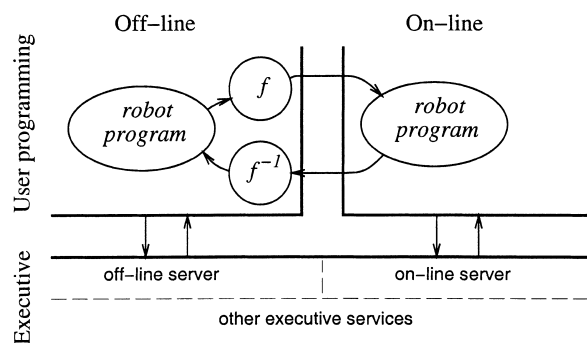 Off–line
On–line
User programming
robot
program
f
f⁻¹
robot
program
Executive
off-line server
on-line server
other executive services